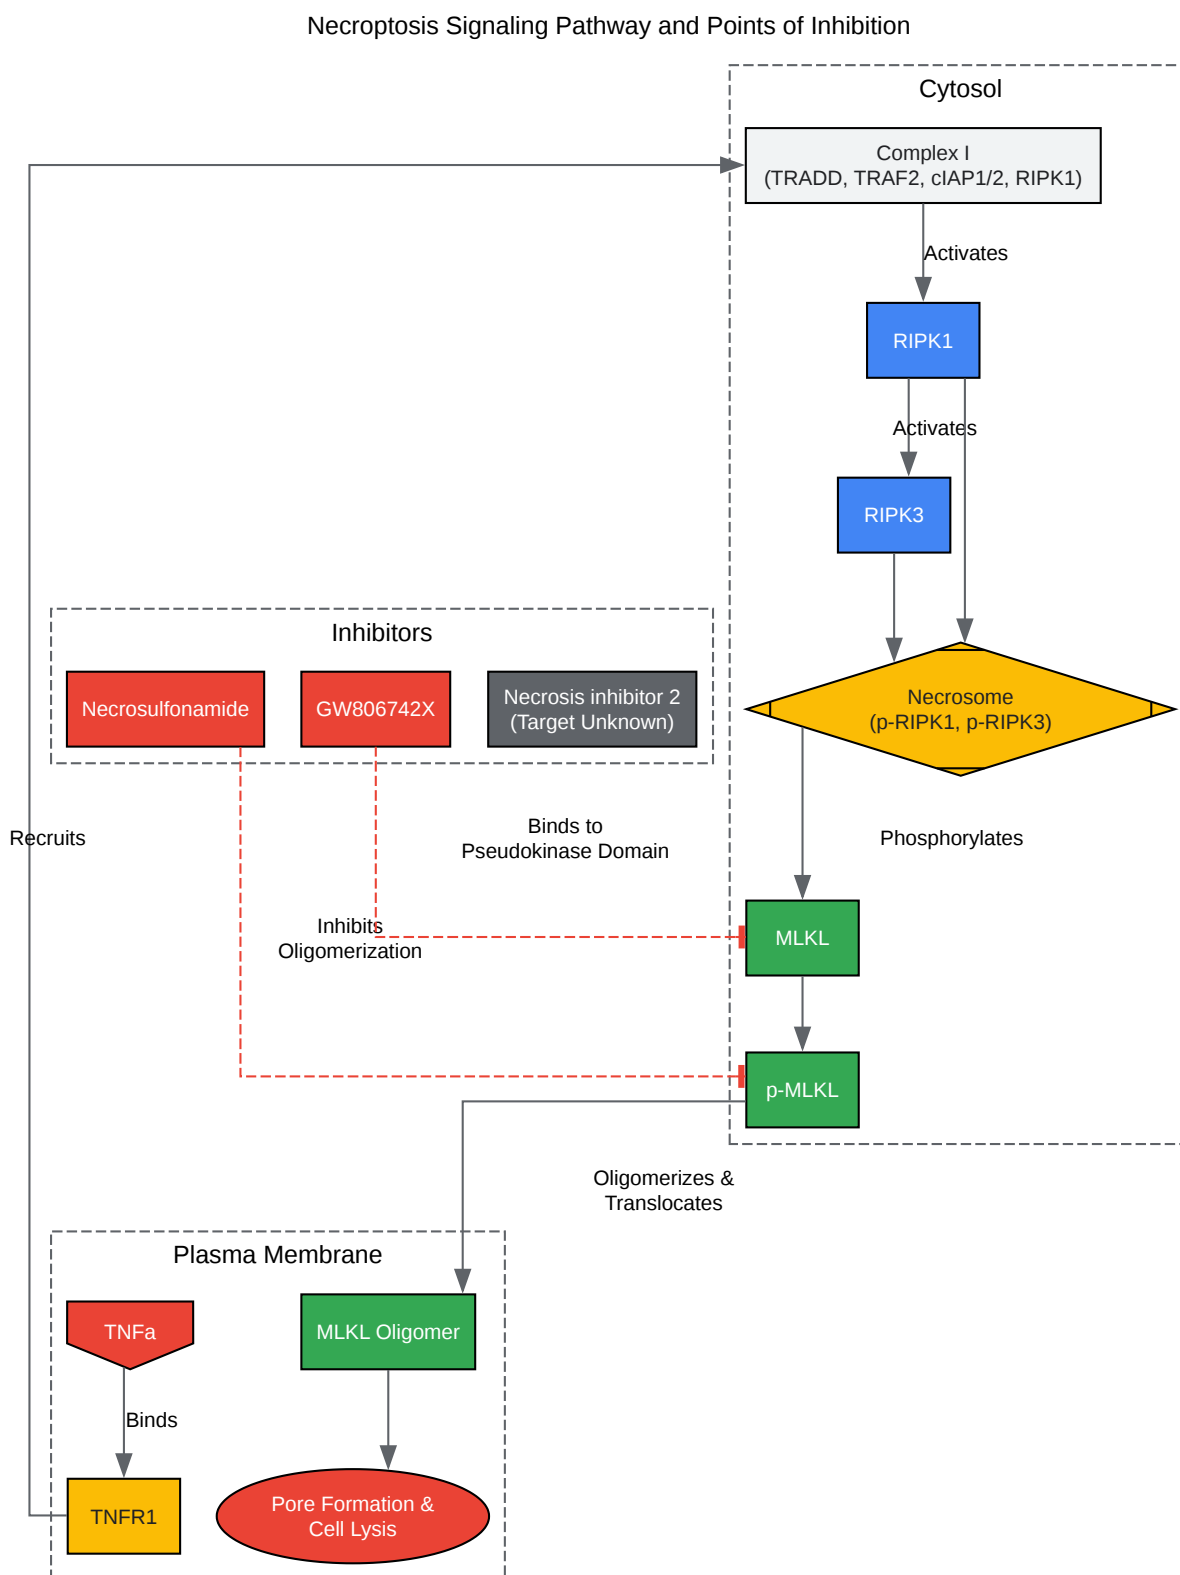 Necroptosis Signaling Pathway and Points of Inhibition
Cytosol
Complex I
(TRADD, TRAF2, cIAP1/2, RIPK1)
Activates
RIPK1
Activates
RIPK3
Inhibitors
Necrosulfonamide
GW806742X
Necrosis inhibitor 2
(Target Unknown)
Necrosome
(p-RIPK1, p-RIPK3)
Recruits
Binds to
Pseudokinase Domain
Phosphorylates
Inhibits
Oligomerization
MLKL
p-MLKL
Oligomerizes &
Translocates
Plasma Membrane
TNFa
MLKL Oligomer
Binds
TNFR1
Pore Formation &
Cell Lysis